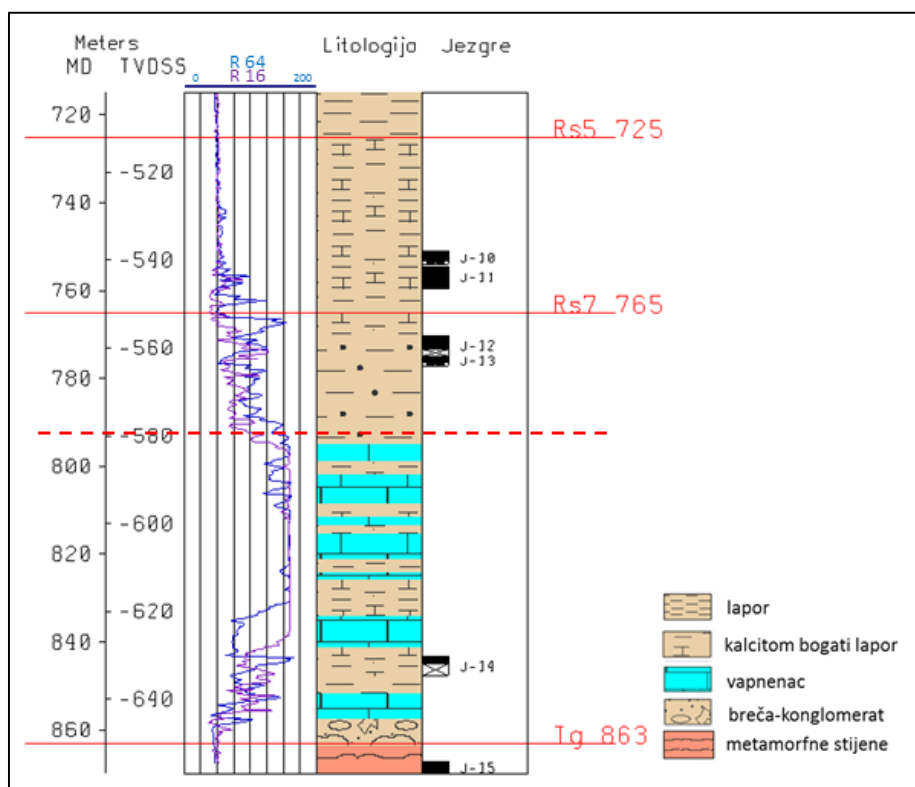 Meters
MD TVDSS
R 64
R 16
0 200
Litologija Jezgre
720
Rs5 725
-520
740
-540
J-10
J-11
760
Rs7 765
-560
J-12
J-13
780
-580
800
-600
820
lapor
-620
kalcitom bogati lapor
840
J-14
vapnenac
-640
breča-konglomerat
860
Tg 863
metamorfne stijene
J-15